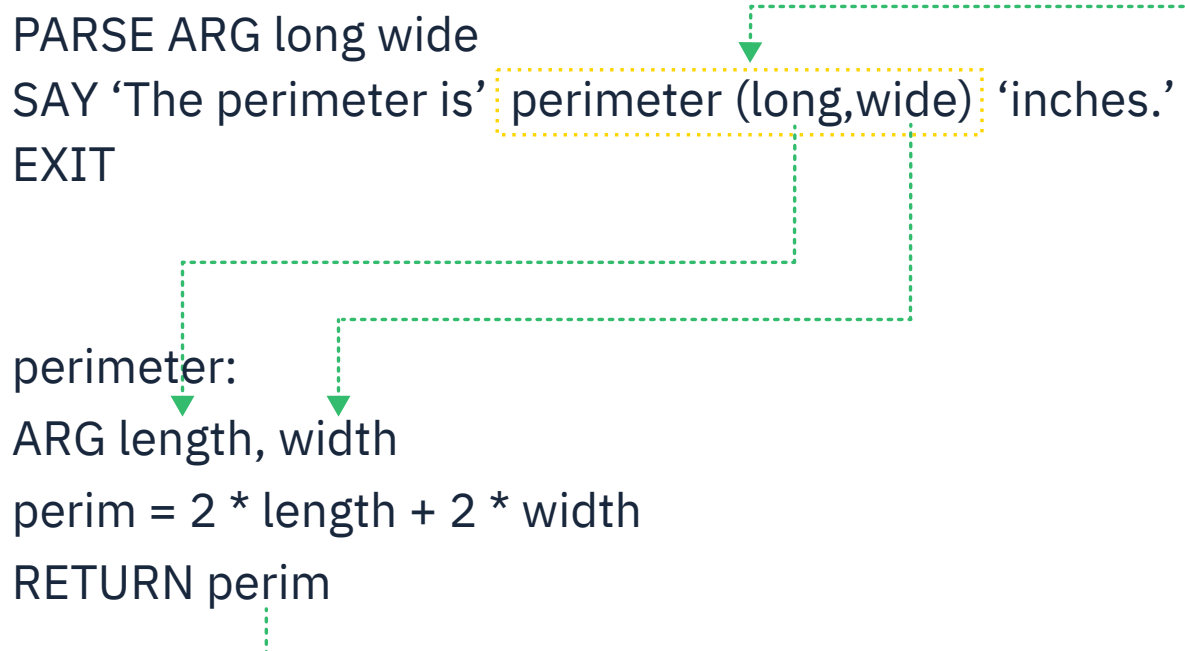 PARSE ARG long wide
SAY ‘The perimeter is’ perimeter (long,wide) ‘inches.’
EXIT
perimeter:
ARG length, width
perim = 2 * length + 2 * width
RETURN perim